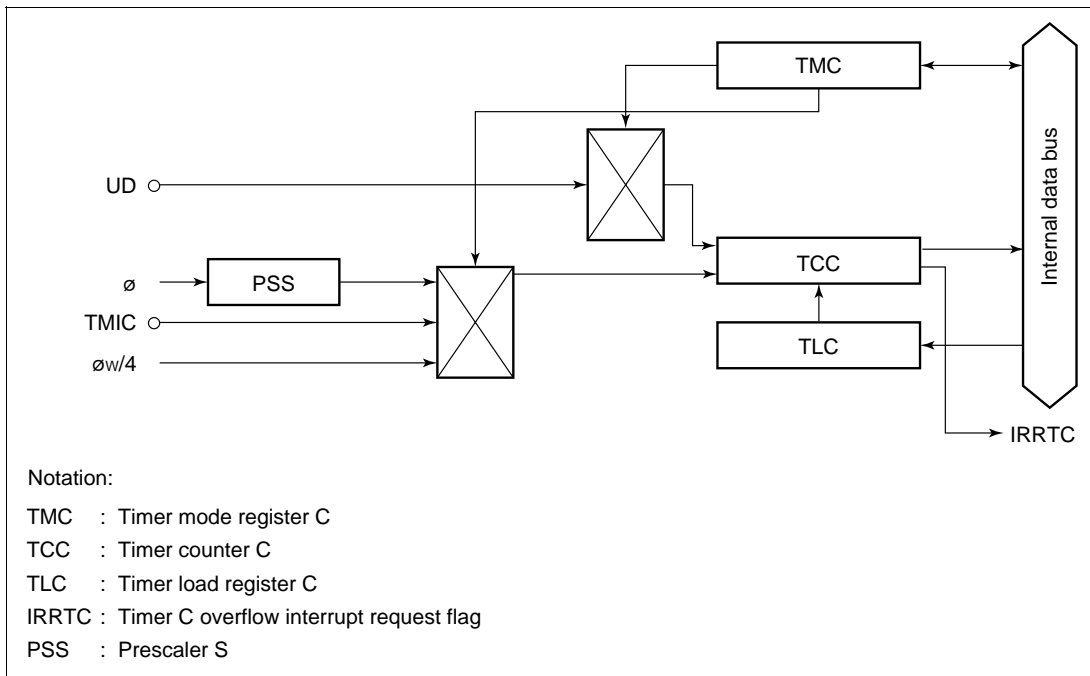 TMC
UD
TCC
ø
PSS
TMIC
TLC
øw/4
Internal data bus
IRRTC
Notation:
TMC : Timer mode register C
TCC : Timer counter C
TLC : Timer load register C
IRRTC : Timer C overflow interrupt request flag
PSS : Prescaler S